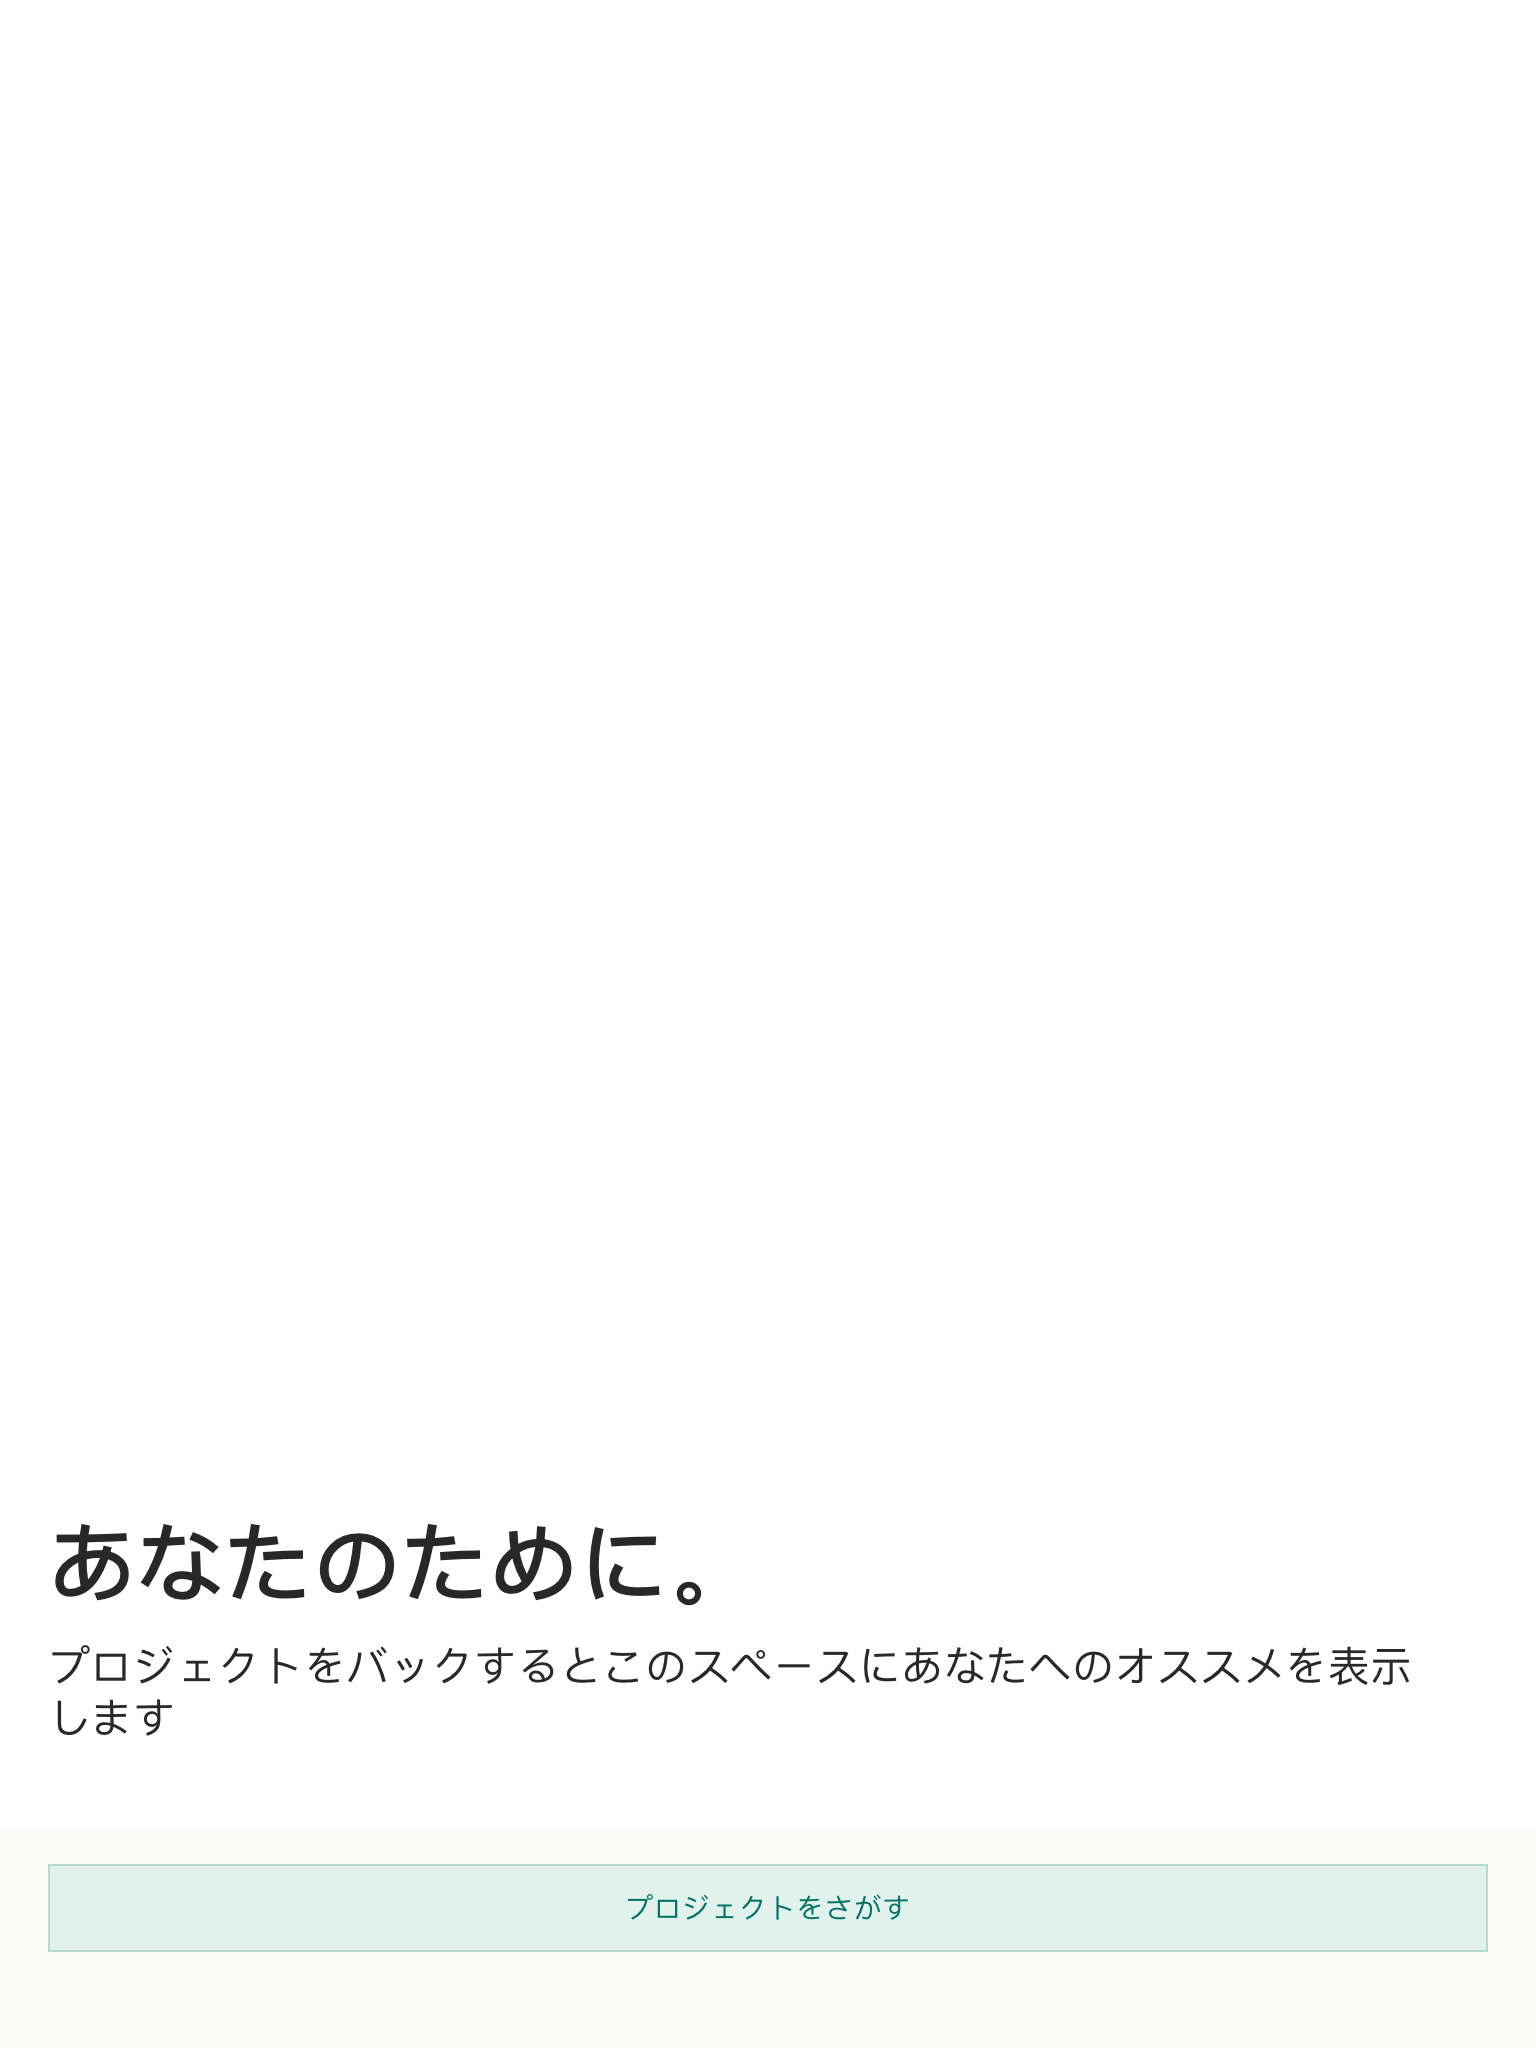 あなたのために。
プロジェクトをバックするとこのスペースにあなたへのオススメを表示
します
プロジェクトをさがす